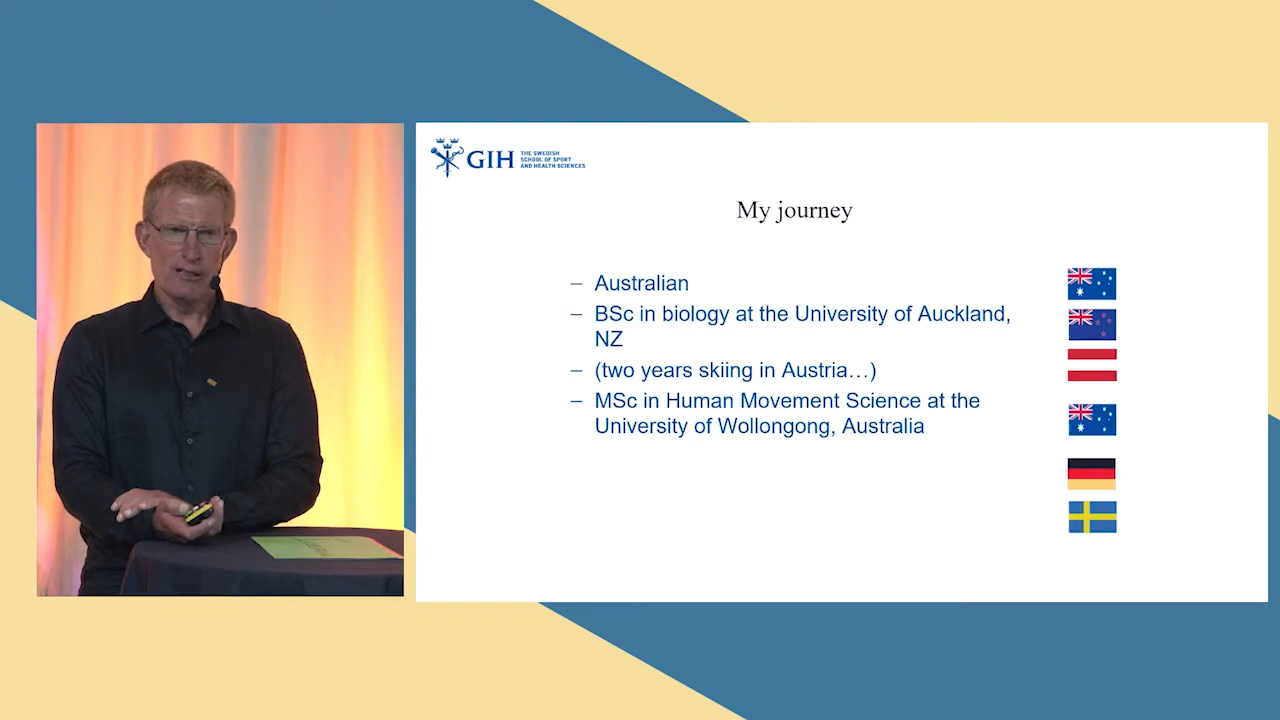 GIH
THE SWEDISH
SCHOOL OF SPORT
AND HEALTH SCIENCES
My journey
– Australian
– BSc in biology at the University of Auckland,
NZ
– (two years skiing in Austria…)
– MSc in Human Movement Science at the
University of Wollongong, Australia